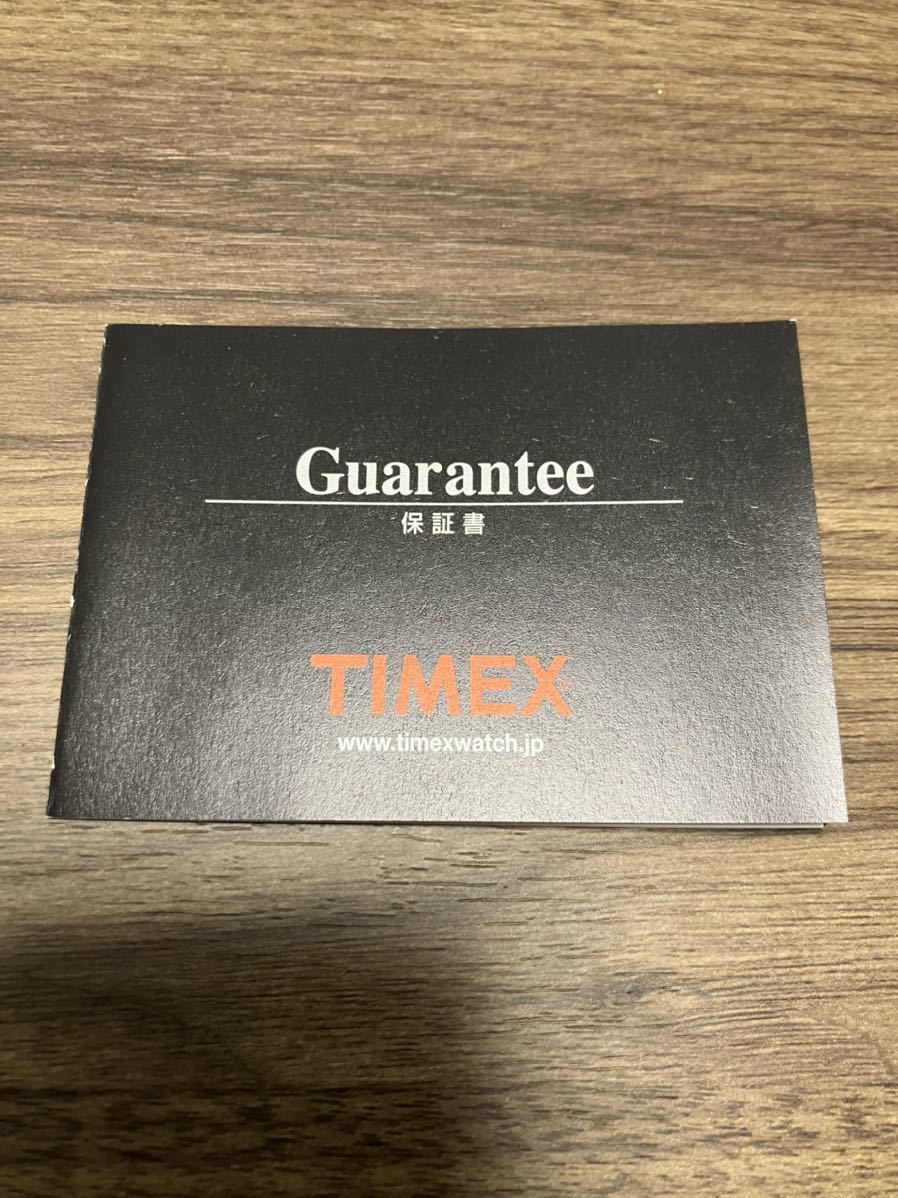 Guarantee
保証書
TIMEX®
www.timexwatch.jp